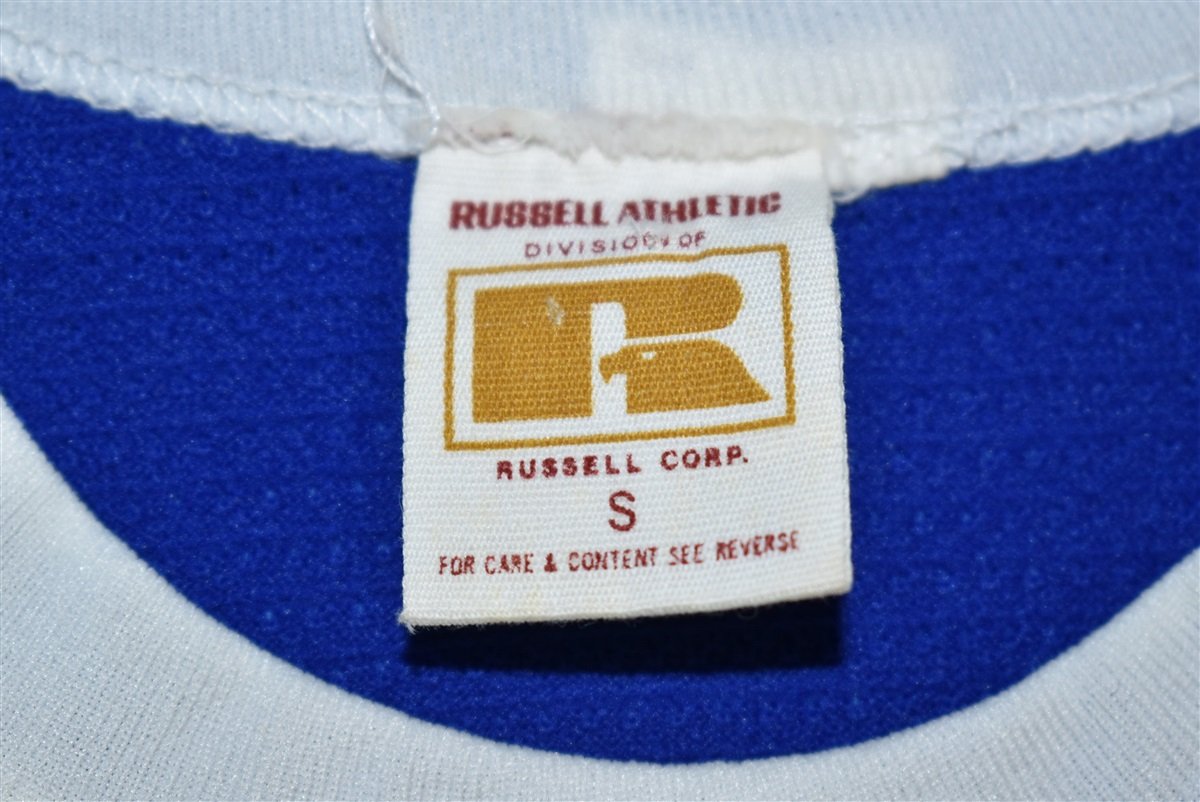 RUSSELL ATHLETIC
DIVISION OF
R
RUSSELL CORP.
S
FOR CARE & CONTENT SEE REVERSE